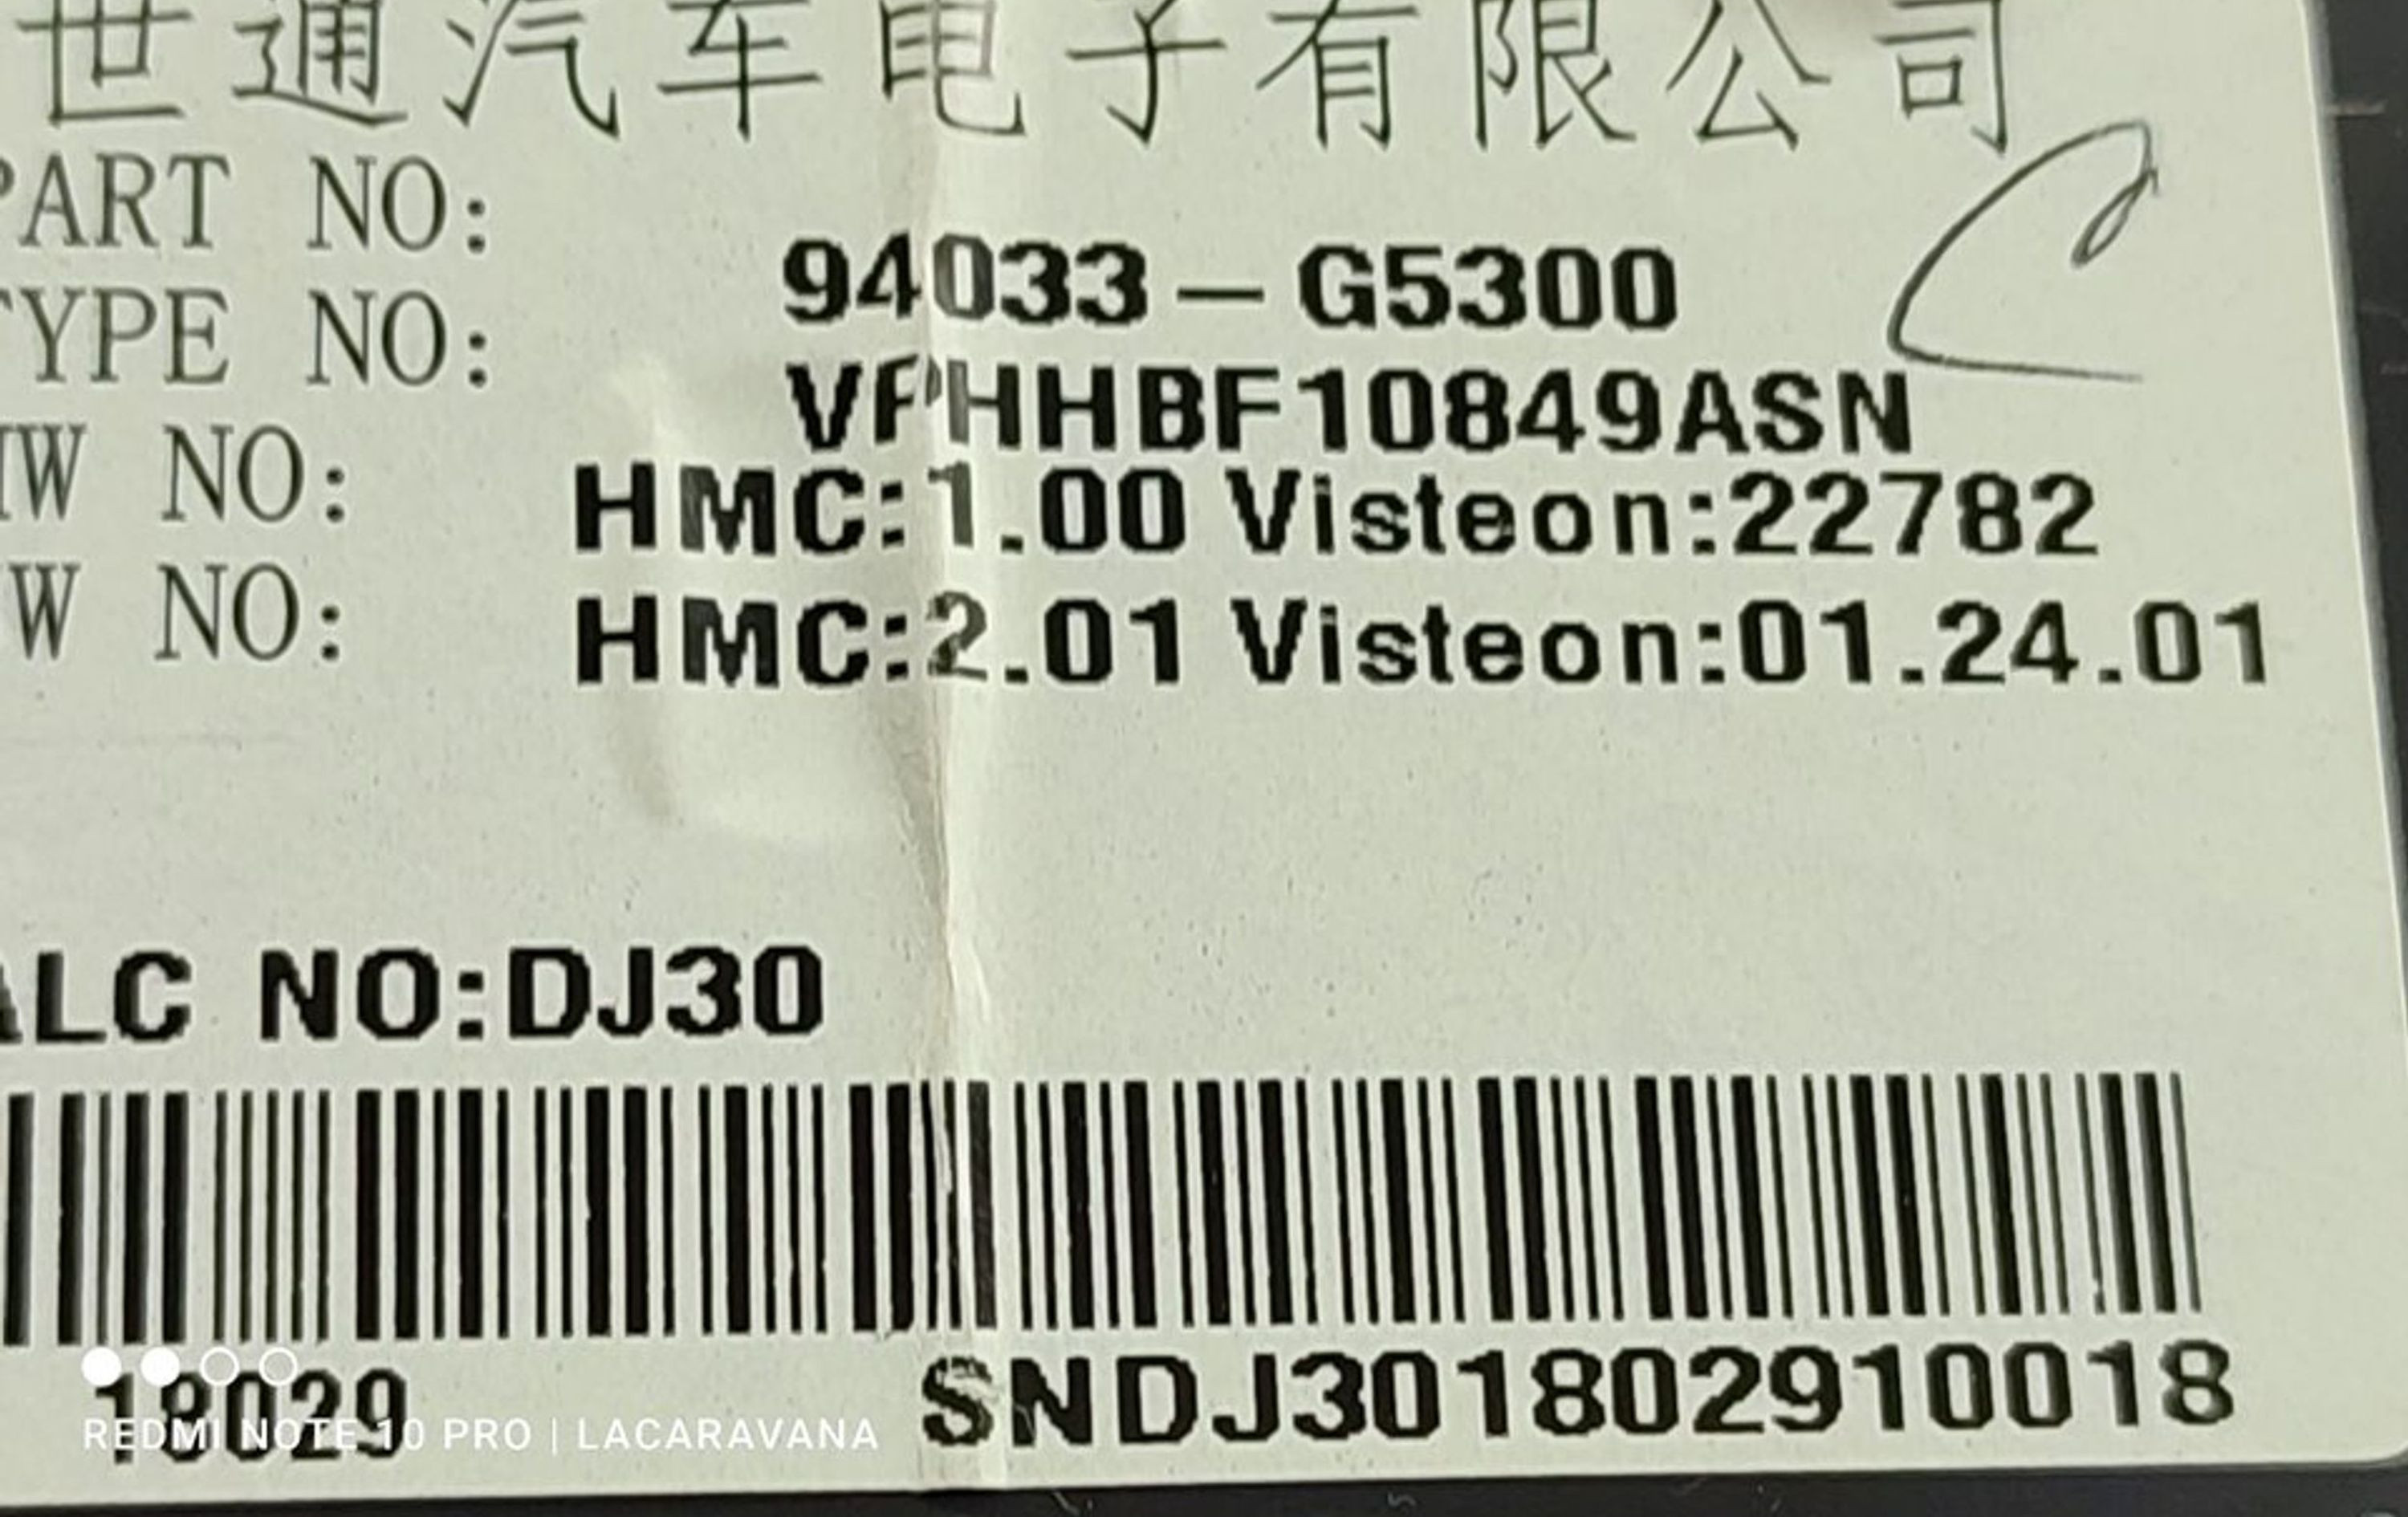 世通汽车电子有限公司
PART NO:
94033-G5300
TYPE NO:
VPHHBF10849ASN
W NO:
HMC:1.00 Visteon:22782
W NO:
HMC:2.01 Visteon:01.24.01
ALC NO:DJ30
18029 SNDJ301802910018
REDMI NOTE 10 PRO | LACARAVANA